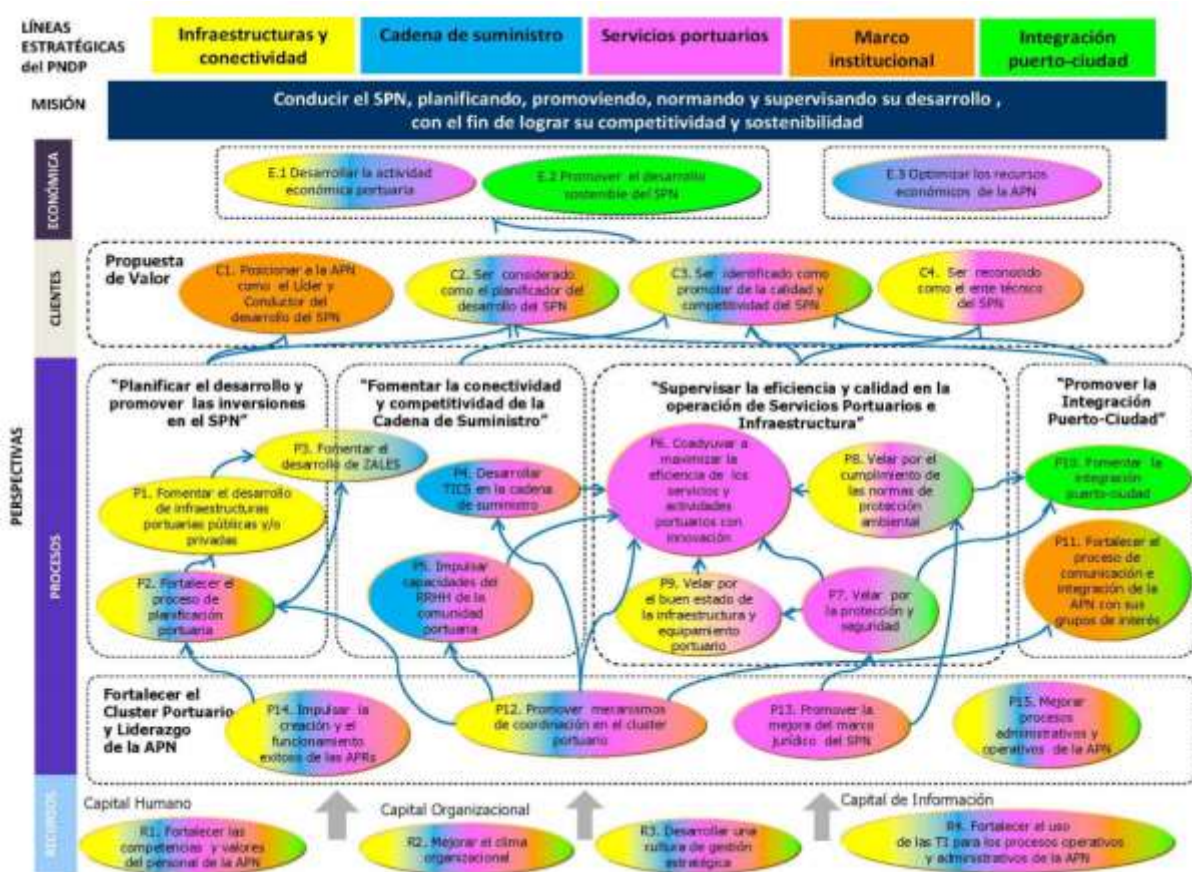 LÍNEAS
ESTRATÉGICAS
del PNDP
Infraestructuras y
conectividad
Cadena de suministro
Servicios portuarios
Marco
institucional
Integración
puerto-ciudad
MISIÓN
Conducir el SPN, planificando, promoviendo, normando y supervisando su desarrollo ,
con el fin de lograr su competitividad y sostenibilidad
PERSPECTIVAS
ECONÓMICA
E.1 Desarrollar la actividad
económica portuaria
E.2 Promover el desarrollo
sostenible del SPN
E.3 Optimizar los recursos
económicos de la APN
CLIENTES
Propuesta
de Valor
C1. Posicionar a la APN
como el Líder y
Conductor del
desarrollo del SPN
C2. Ser considerado
como el planificador del
desarrollo del SPN
C3. Ser identificado como
promotor de la calidad y
competitividad del SPN
C4. Ser reconocido
como el ente técnico
del SPN
PROCESOS
"Planificar el desarrollo y
promover las inversiones
en el SPN"
P3. Fomentar el
desarrollo de ZALES
P1. Fomentar el desarrollo
de infraestructuras
portuarias públicas y/o
privadas
P2. Fortalecer el
proceso de
planificación
portuaria
"Fomentar la conectividad
y competitividad de la
Cadena de Suministro"
P4. Desarrollar
TICS en la cadena
de suministro
P5. Impulsar
capacidades del
RRHH de la
comunidad
portuaria
"Supervisar la eficiencia y calidad en la
operación de Servicios Portuarios e
Infraestructura"
P6. Coadyuvar a
maximizar la
eficiencia de los
servicios y
actividades
portuarios con
innovación
P8. Velar por el
cumplimiento de
las normas de
protección
ambiental
P9. Velar por
el buen estado de
la infraestructura y
equipamiento
portuario
P7. Velar por
la protección y
seguridad
"Promover la
Integración
Puerto-Ciudad"
P10. Fomentar la
integración
puerto-ciudad
P11. Fortalecer el
proceso de
comunicación e
integración de la
APN con sus
grupos de interés
Fortalecer el
Cluster Portuario
y Liderazgo
de la APN
P14. Impulsar la
creación y el
funcionamiento
exitoso de las APRs
P12. Promover mecanismos
de coordinación en el cluster
portuario
P13. Promover la
mejora del marco
jurídico del SPN
P15. Mejorar
procesos
administrativos y
operativos de la APN
RECURSOS
Capital Humano
R1. Fortalecer las
competencias y valores
del personal de la APN
Capital Organizacional
R2. Mejorar el clima
organizacional
R3. Desarrollar una
cultura de gestión
estratégica
Capital de Información
R4. Fortalecer el uso
de las TI para los procesos operativos
y administrativos de la APN